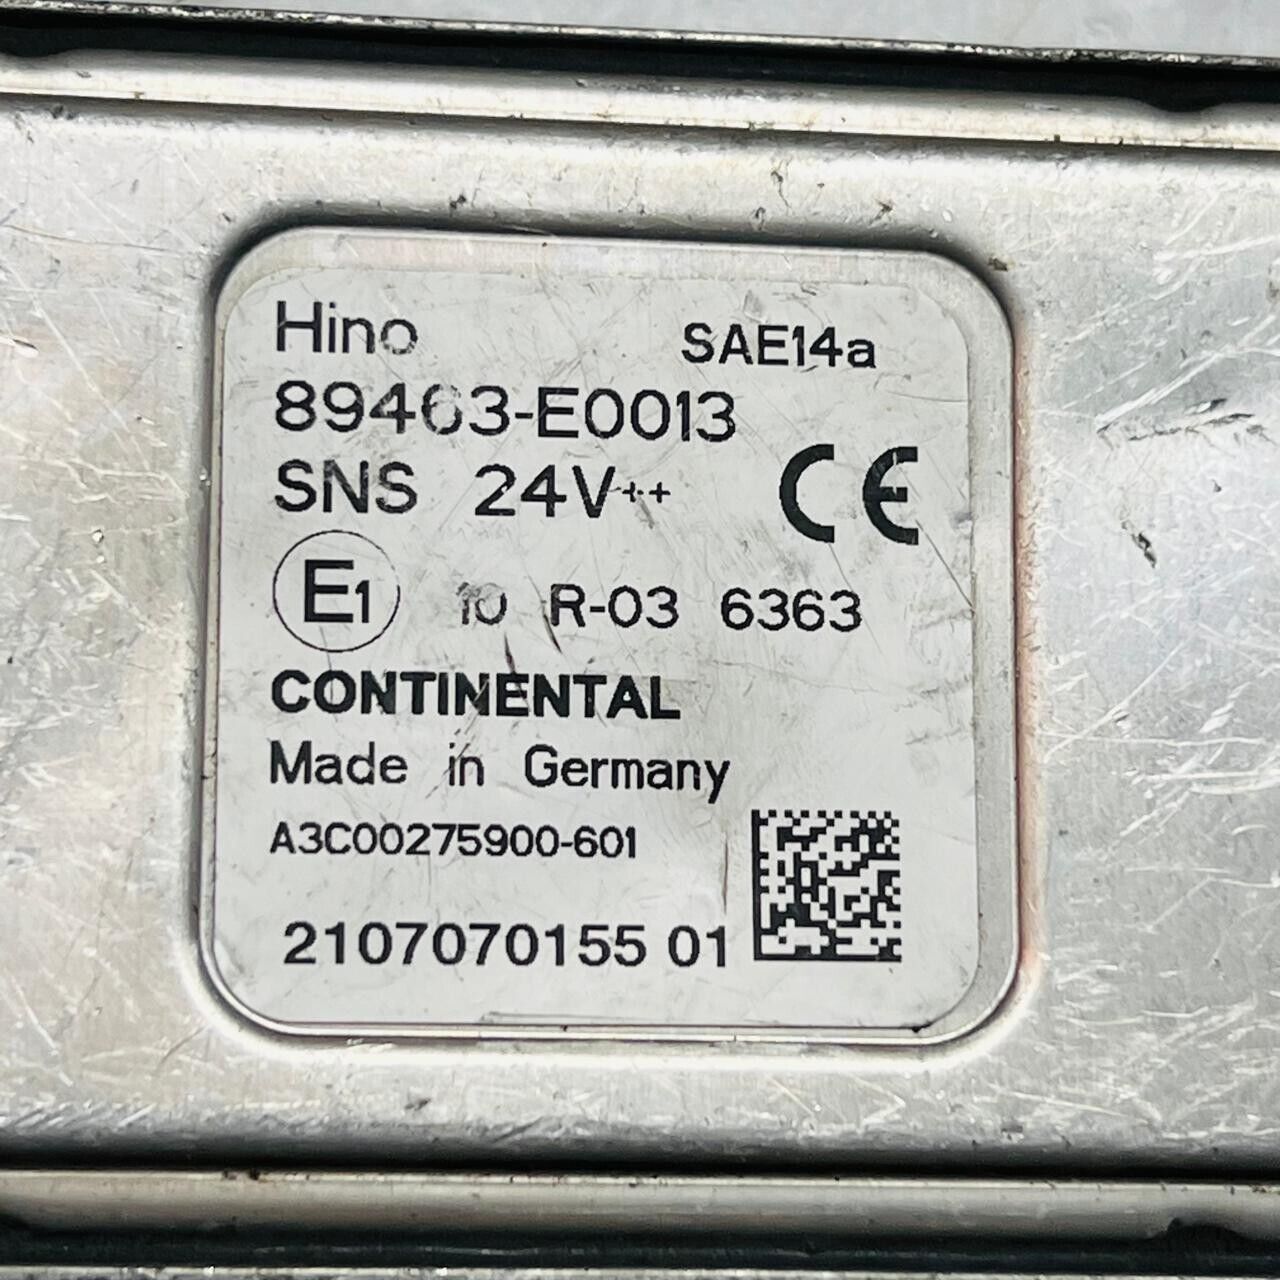 Hino SAE14a
89463-E0013
SNS 24V++ CE
E1 10 R-03 6363
CONTINENTAL
Made in Germany
A3C00275900-601
2107070155 01